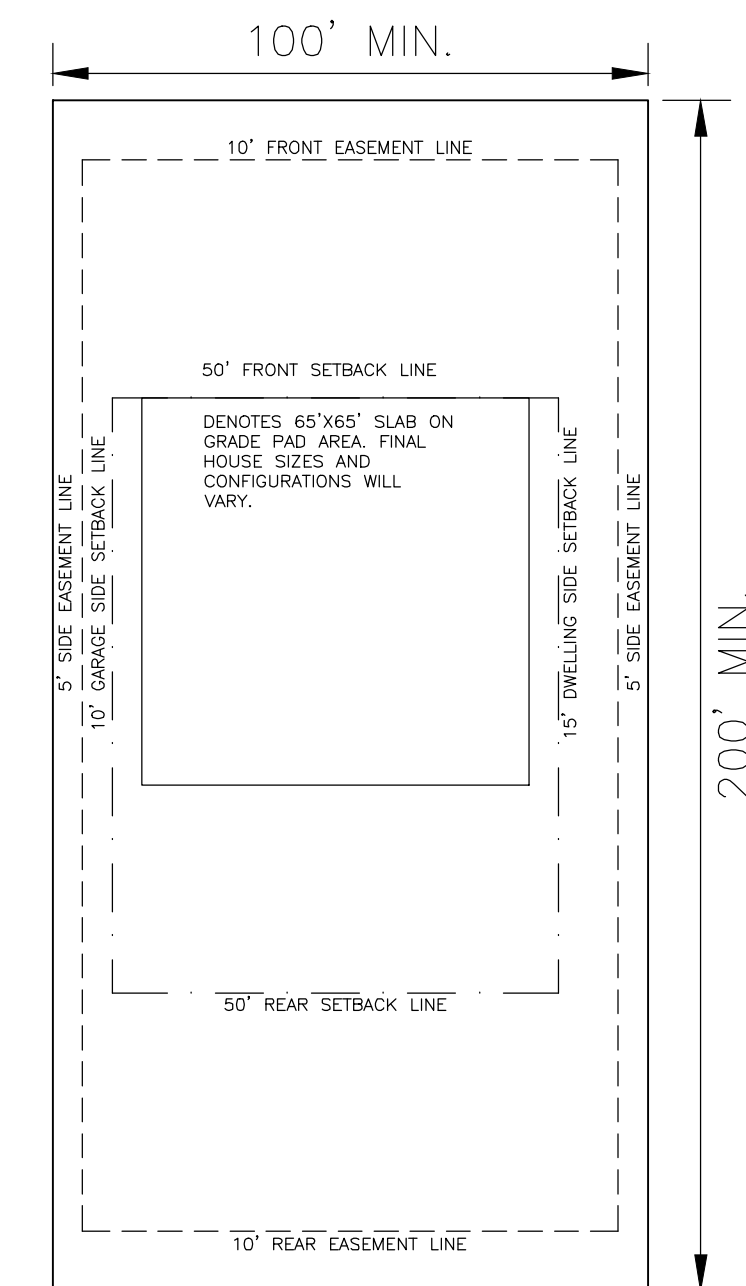 100' MIN.
10' FRONT EASEMENT LINE
50' FRONT SETBACK LINE
DENOTES 65'X65' SLAB ON
GRADE PAD AREA. FINAL
HOUSE SIZES AND
CONFIGURATIONS WILL
VARY.
5' SIDE EASEMENT LINE
10' GARAGE SIDE SETBACK LINE
15' DWELLING SIDE SETBACK LINE
5' SIDE EASEMENT LINE
200' MIN.
50' REAR SETBACK LINE
10' REAR EASEMENT LINE